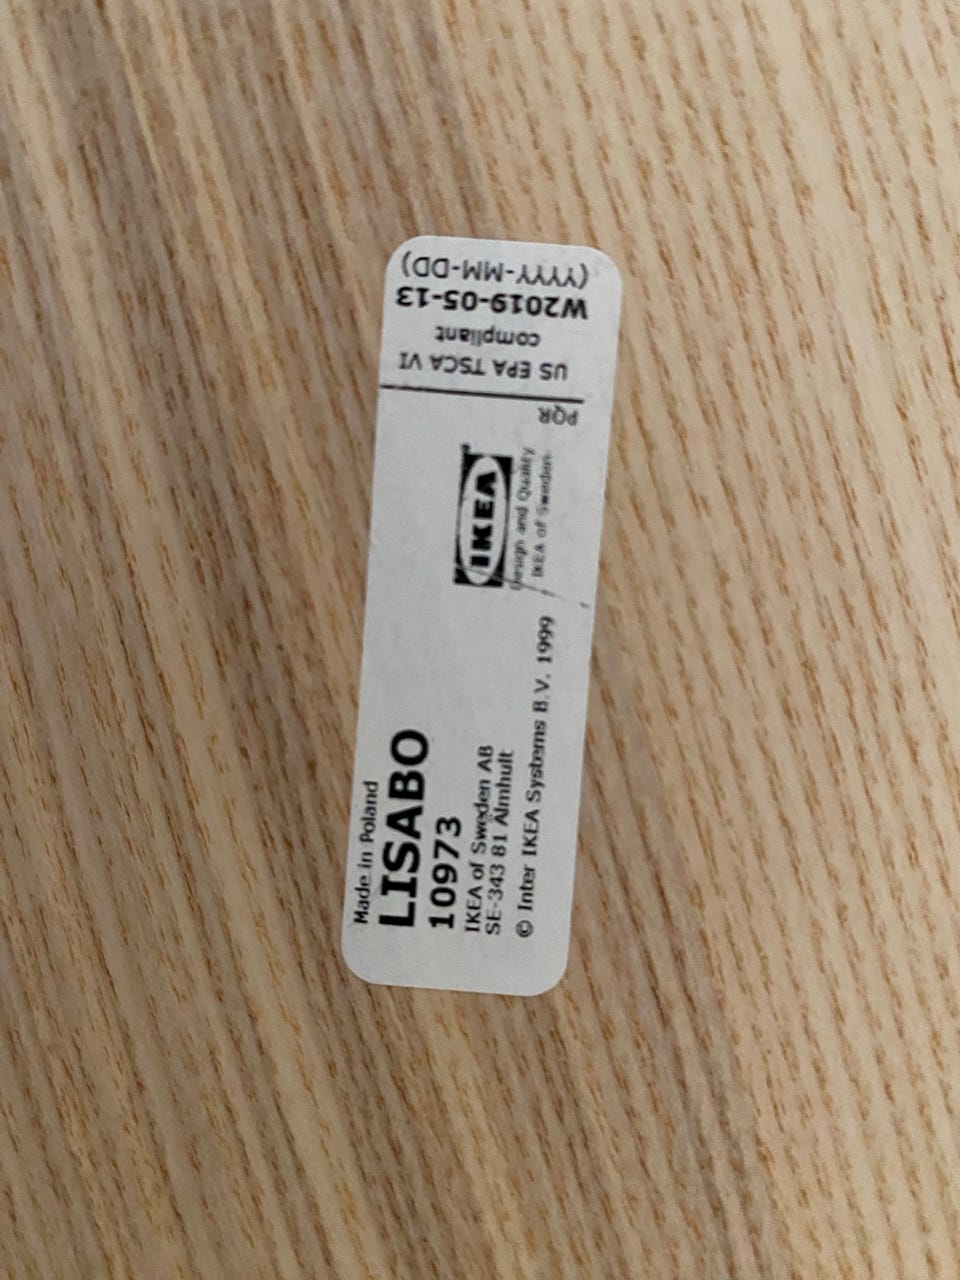 Made in Poland
LISABO
10973
IKEA of Sweden AB
SE-343 81 Älmhult
© Inter IKEA Systems B.V. 1999
IKEA
Design and Quality
IKEA of Sweden
PQR
US EPA TSCA VI
compliant
W2019-05-13
(YYYY-MM-DD)